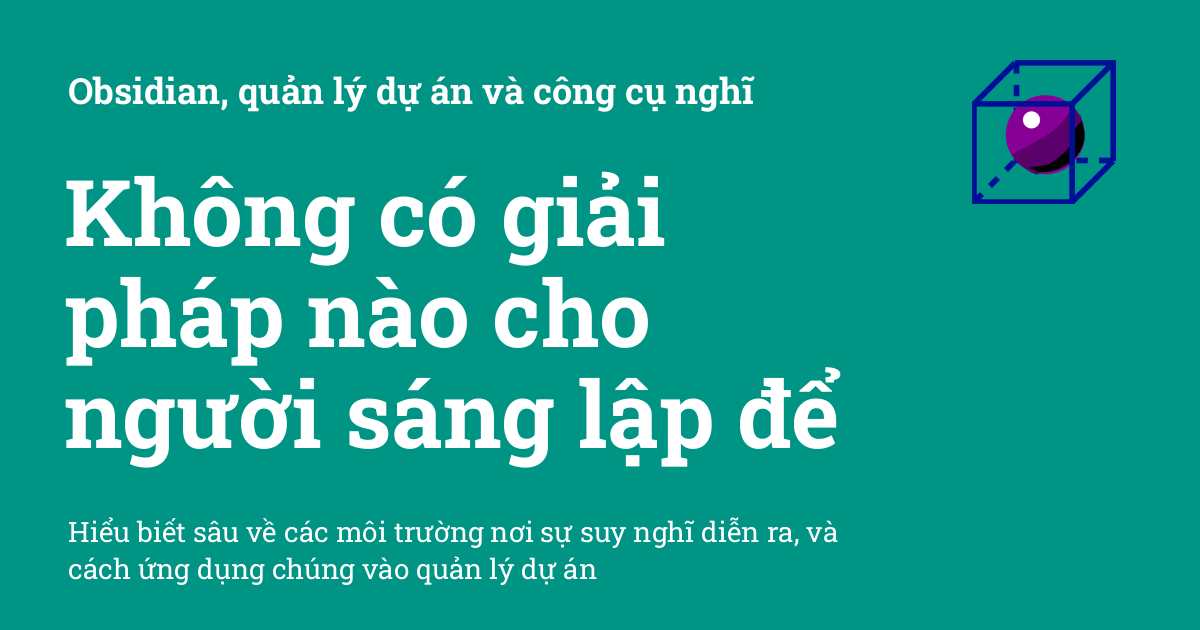 Obsidian, quản lý dự án và công cụ nghĩ
Không có giải
pháp nào cho
người sáng lập để
Hiểu biết sâu về các môi trường nơi sự suy nghĩ diễn ra, và
cách ứng dụng chúng vào quản lý dự án